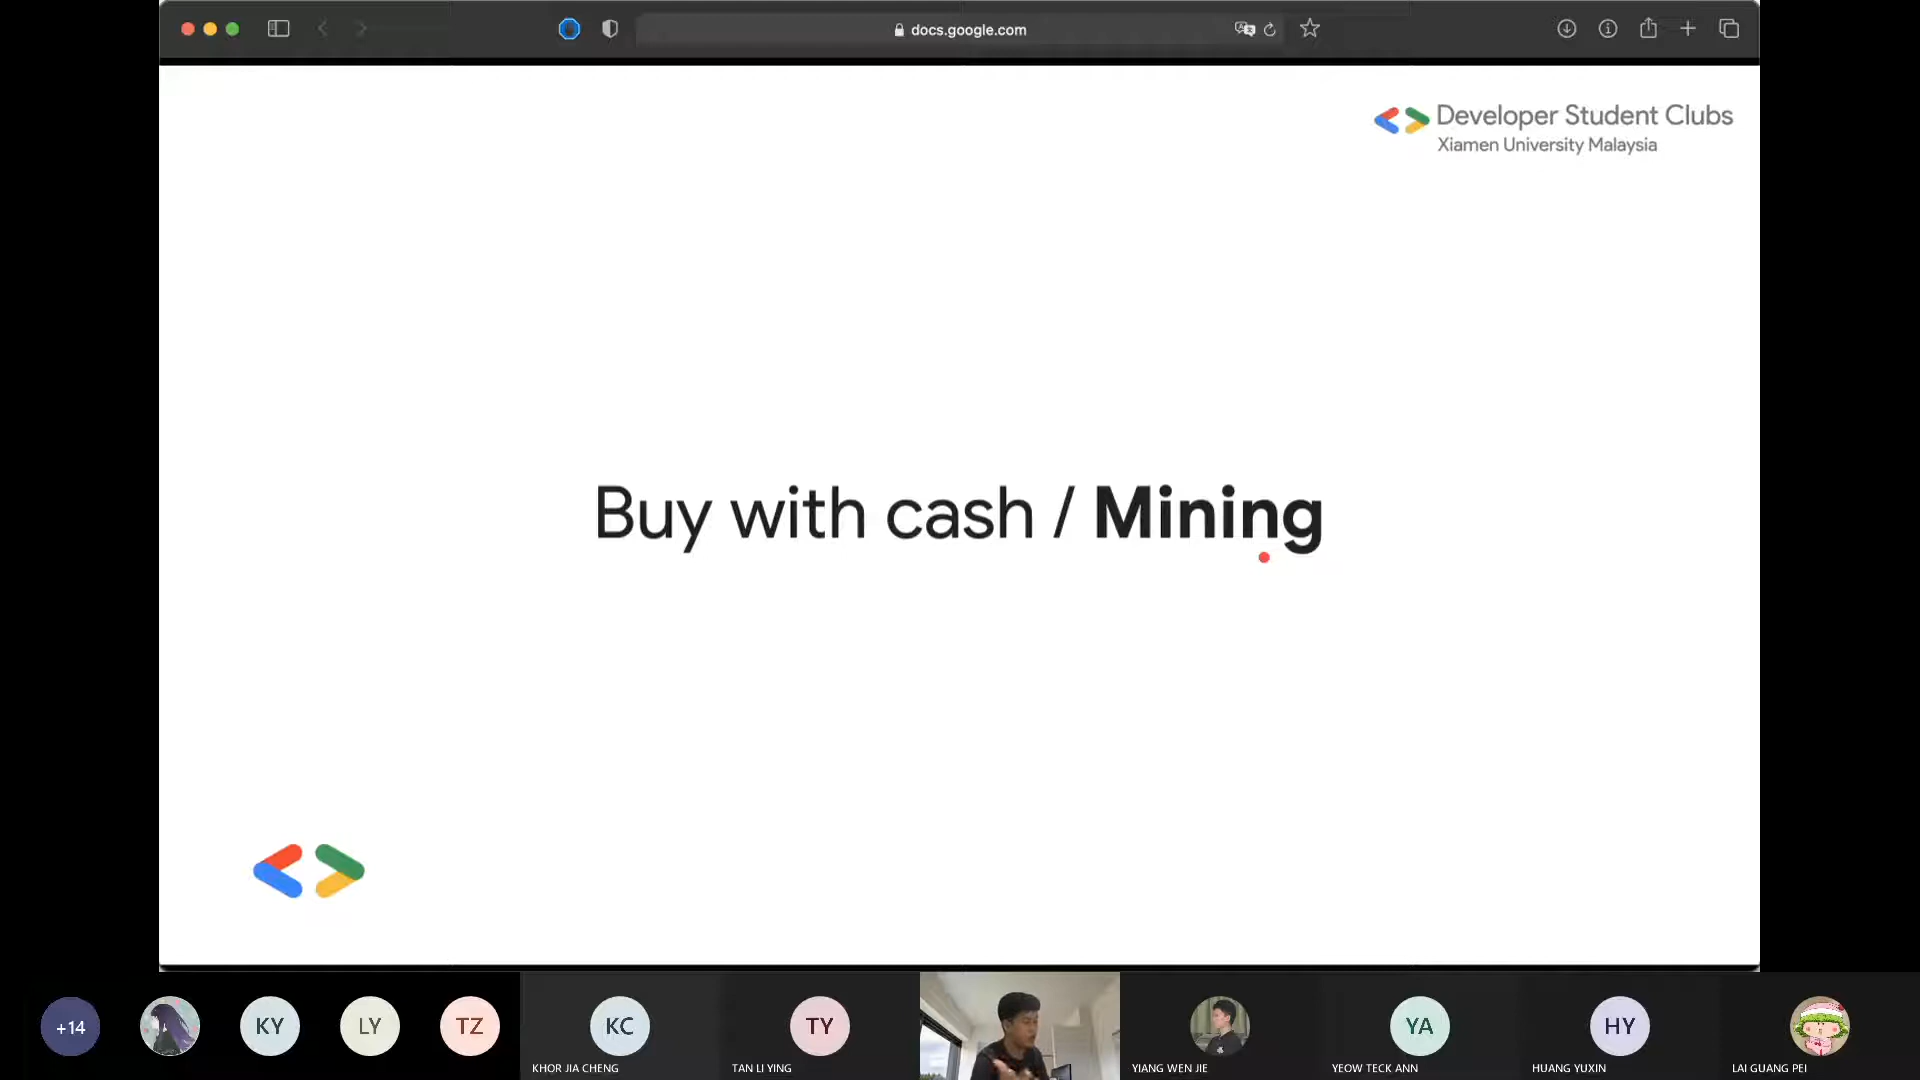 docs.google.com
Developer Student Clubs
Xiamen University Malaysia
Buy with cash / Mining
+14
KY
LY
TZ
KC
KHOR JIA CHENG
TY
TAN LI YING
YIANG WEN JIE
YA
YEOW TECK ANN
HY
HUANG YUXIN
LAI GUANG PEI